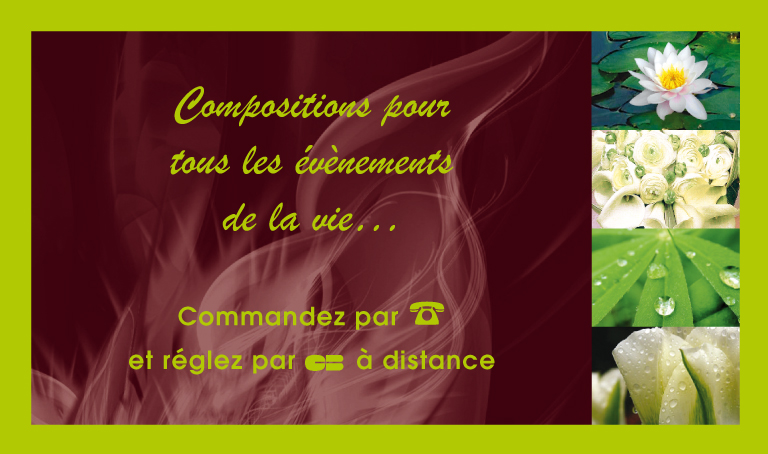 Compositions pour
tous les évènements
de la vie...
Commandez par
et réglez par à distance